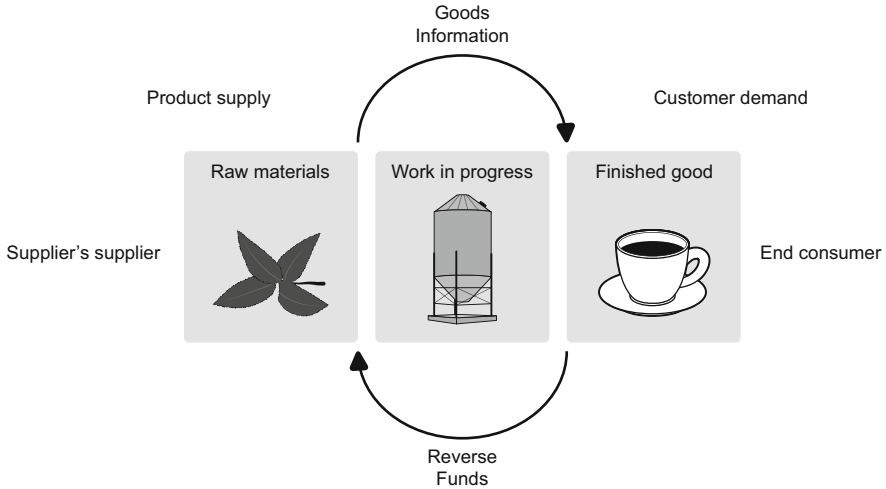 Goods
Information
Product supply
Customer demand
Raw materials
Work in progress
Finished good
Supplier’s supplier
End consumer
Reverse
Funds